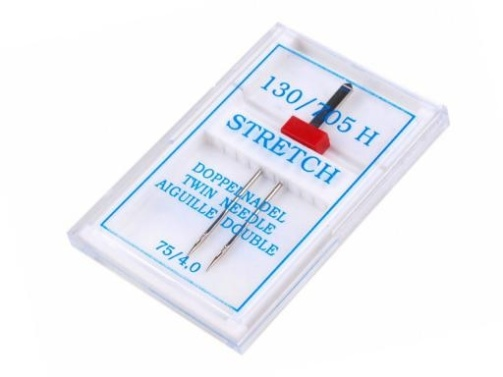 130/705 H
STRETCH
DOPPELNADEL
TWIN NEEDLE
AIGUILLE DOUBLE
75/4.0